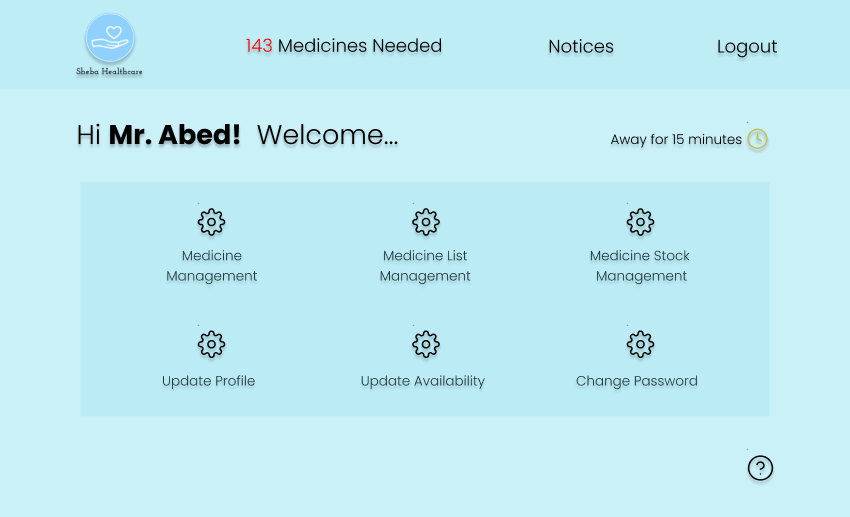 Sheba Healthcare
143 Medicines Needed
Notices
Logout
Hi Mr. Abed! Welcome...
Away for 15 minutes
Medicine
Management
Medicine List
Management
Medicine Stock
Management
Update Profile
Update Availability
Change Password
?